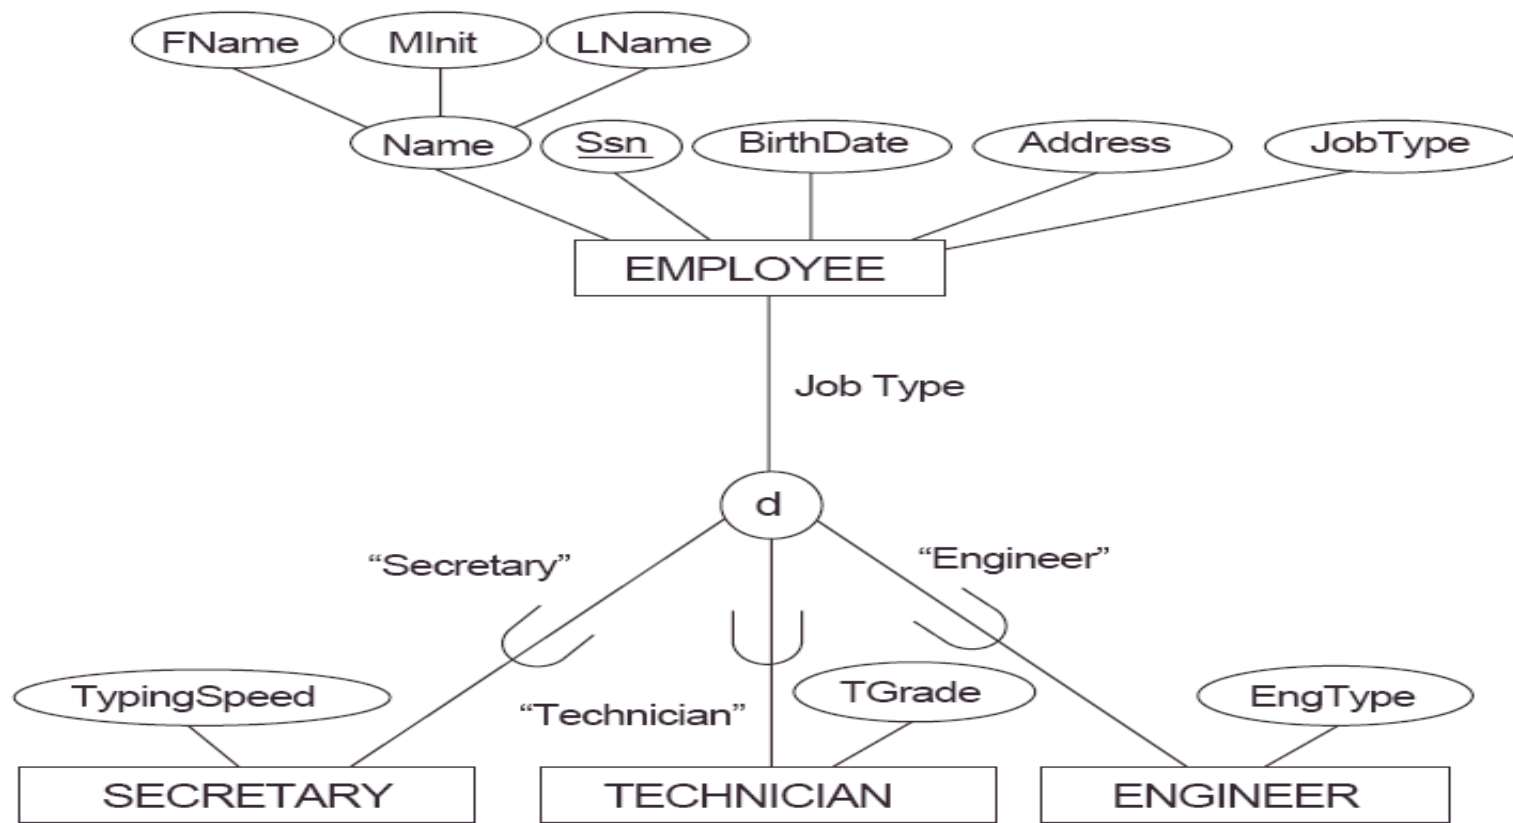 FName
MInit
LName
Name
Ssn
BirthDate
Address
JobType
EMPLOYEE
Job Type
d
“Secretary”
“Engineer”
“Technician”
TypingSpeed
TGrade
EngType
SECRETARY
TECHNICIAN
ENGINEER